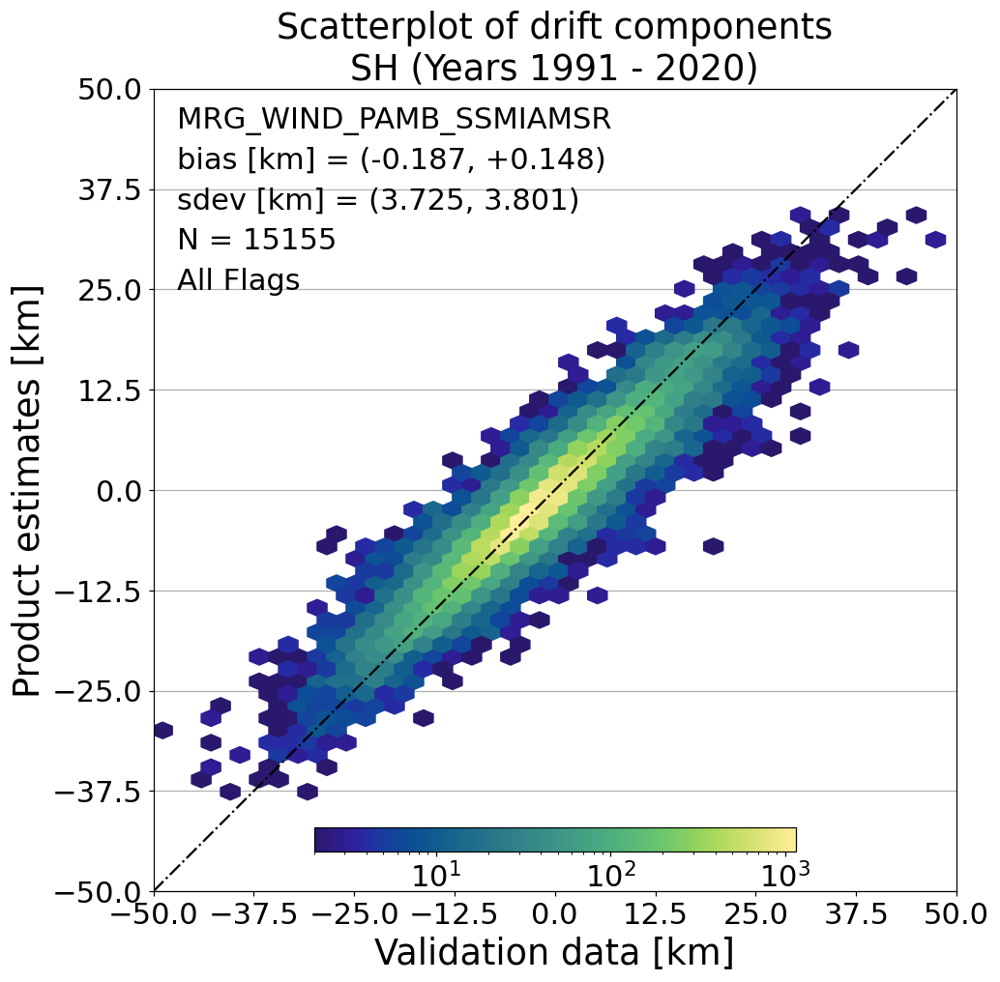 Scatterplot of drift components
SH (Years 1991 - 2020)
50.0
37.5
25.0
12.5
0.0
−12.5
−25.0
−37.5
−50.0
Product estimates [km]
MRG_WIND_PAMB_SSMIAMSR
bias [km] = (-0.187, +0.148)
sdev [km] = (3.725, 3.801)
N = 15155
All Flags
10¹ 10² 10³
−50.0 −37.5 −25.0 −12.5 0.0 12.5 25.0 37.5 50.0
Validation data [km]